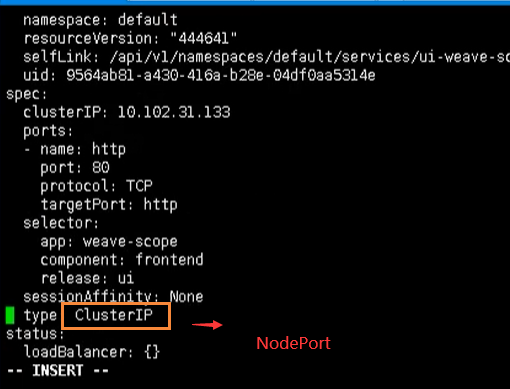 namespace: default
resourceVersion: "444641"
selfLink: /api/v1/namespaces/default/services/ui-weave-sc
uid: 9564ab81-a430-416a-b28e-04df0aa5314e
spec:
clusterIP: 10.102.31.133
ports:
- name: http
port: 80
protocol: TCP
targetPort: http
selector:
app: weave-scope
component: frontend
release: ui
sessionAffinity: None
type ClusterIP
NodePort
status:
loadBalancer: {}
-- INSERT --